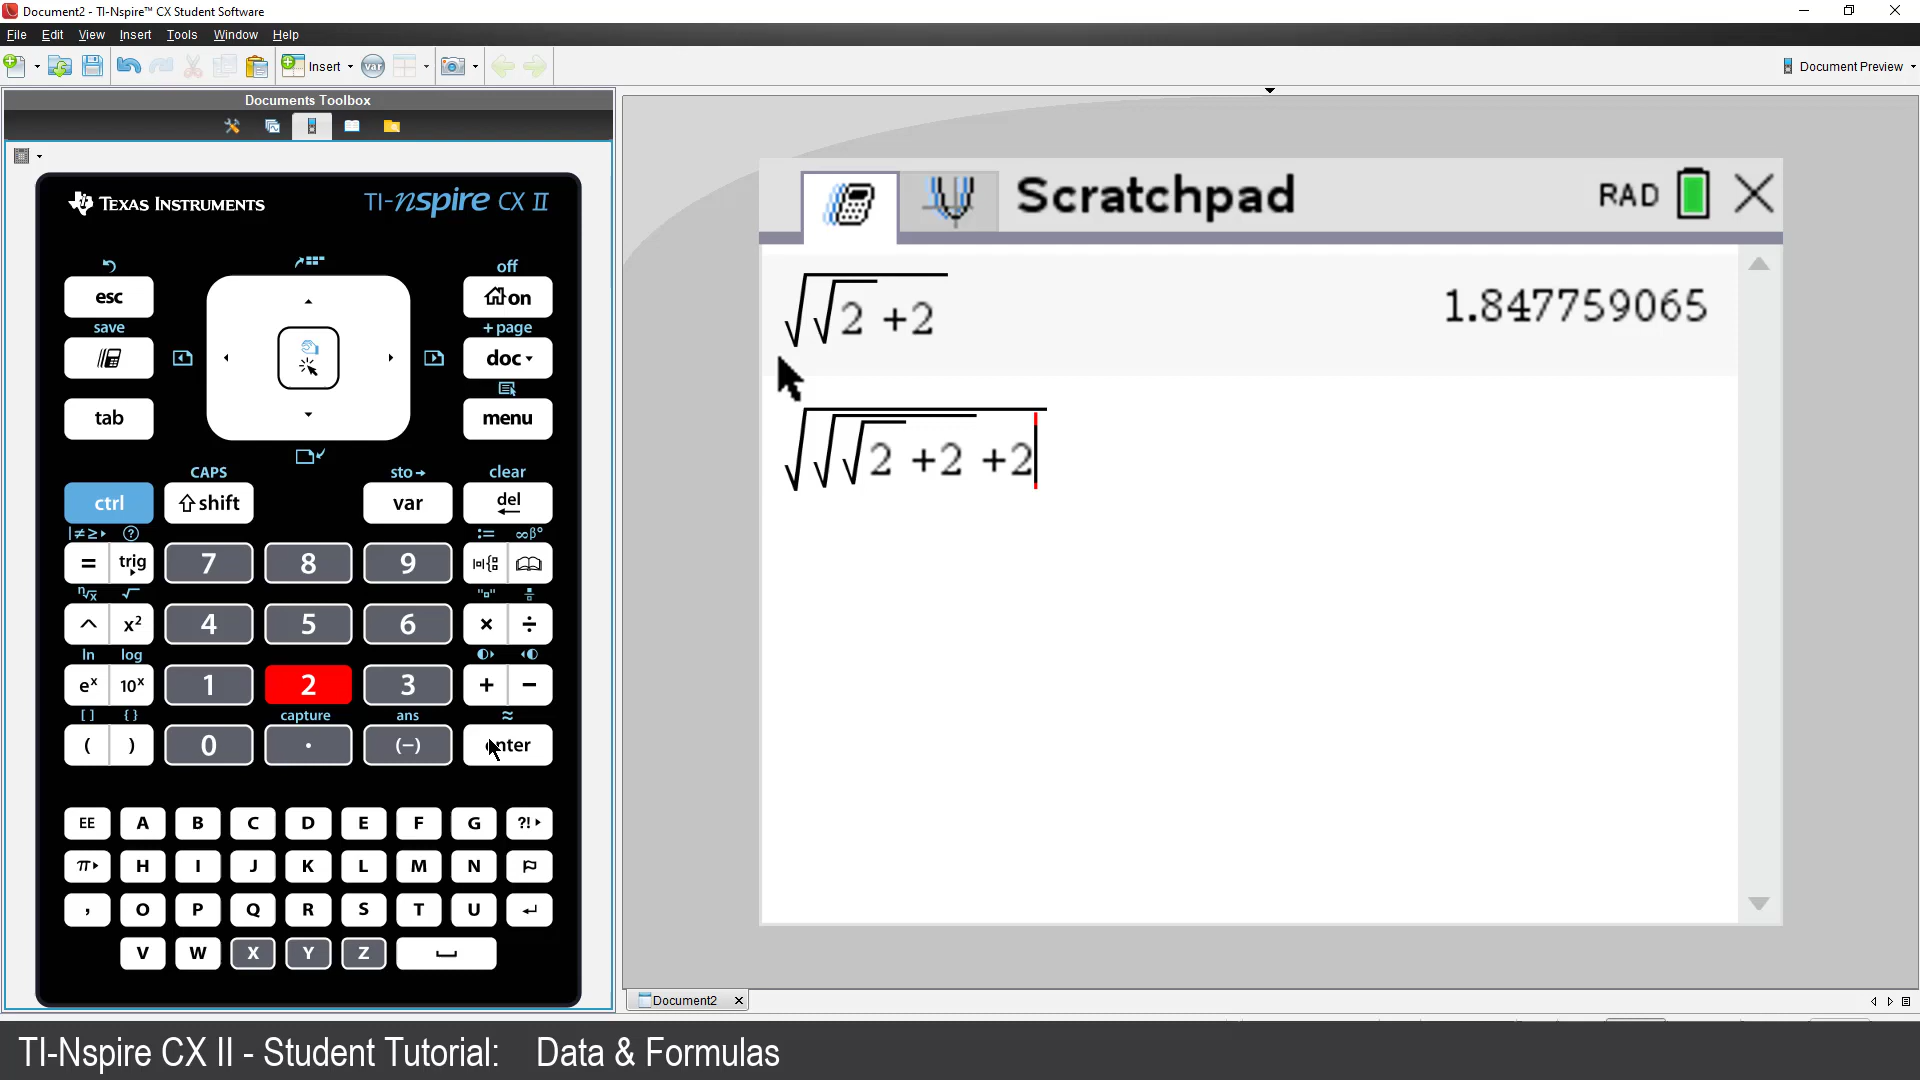 Document2 - TI-Nspire™ CX Student Software
File Edit View Insert Tools Window Help
Insert var Document Preview
Documents Toolbox
TEXAS INSTRUMENTS TI-nspire CX II
off
esc on
save + page
doc
tab menu
CAPS sto→ clear
ctrl shift var del
|≠≥▸ ? := ∞β°
= trig 7 8 9 |▫|{▫
ⁿ√x √ "▫"
^ x² 4 5 6 × ÷
ln log
eˣ 10ˣ 1 2 3 + −
[ ] { } capture ans ≈
( ) 0 . (−) enter
EE A B C D E F G ?!▸
π▸ H I J K L M N
, O P Q R S T U ↵
V W X Y Z
Scratchpad RAD
√(√2 +2) 1.847759065
√(√(√2 +2) +2)
Document2
TI-Nspire CX II - Student Tutorial: Data & Formulas